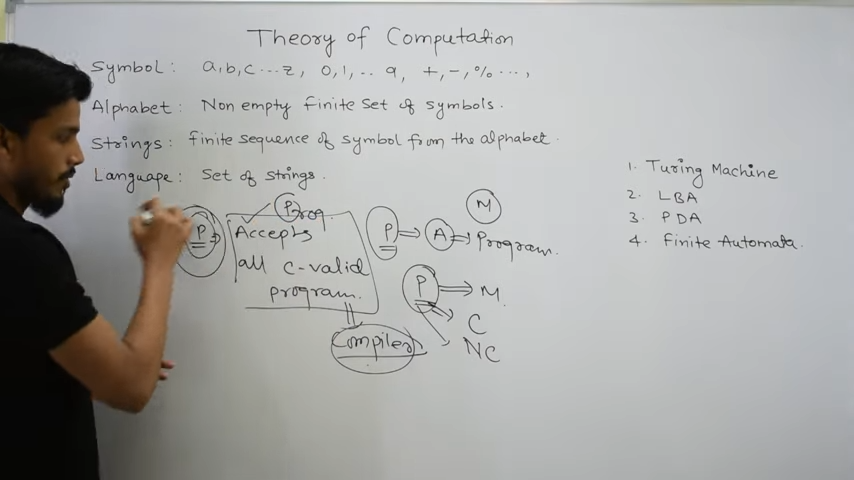 Theory of Computation
Symbol: a,b,c...z, 0,1,..9, +,-,%...,
Alphabet: Non empty finite set of symbols.
Strings: finite sequence of symbol from the alphabet.
Language: set of strings.
P ⇒ Prog.
Accepts
all c-valid
program.
Compiler
P ⇒ A ⇒ Program.
M
P ⇒ M
C
NC
1. Turing Machine
2. LBA
3. PDA
4. Finite Automata.